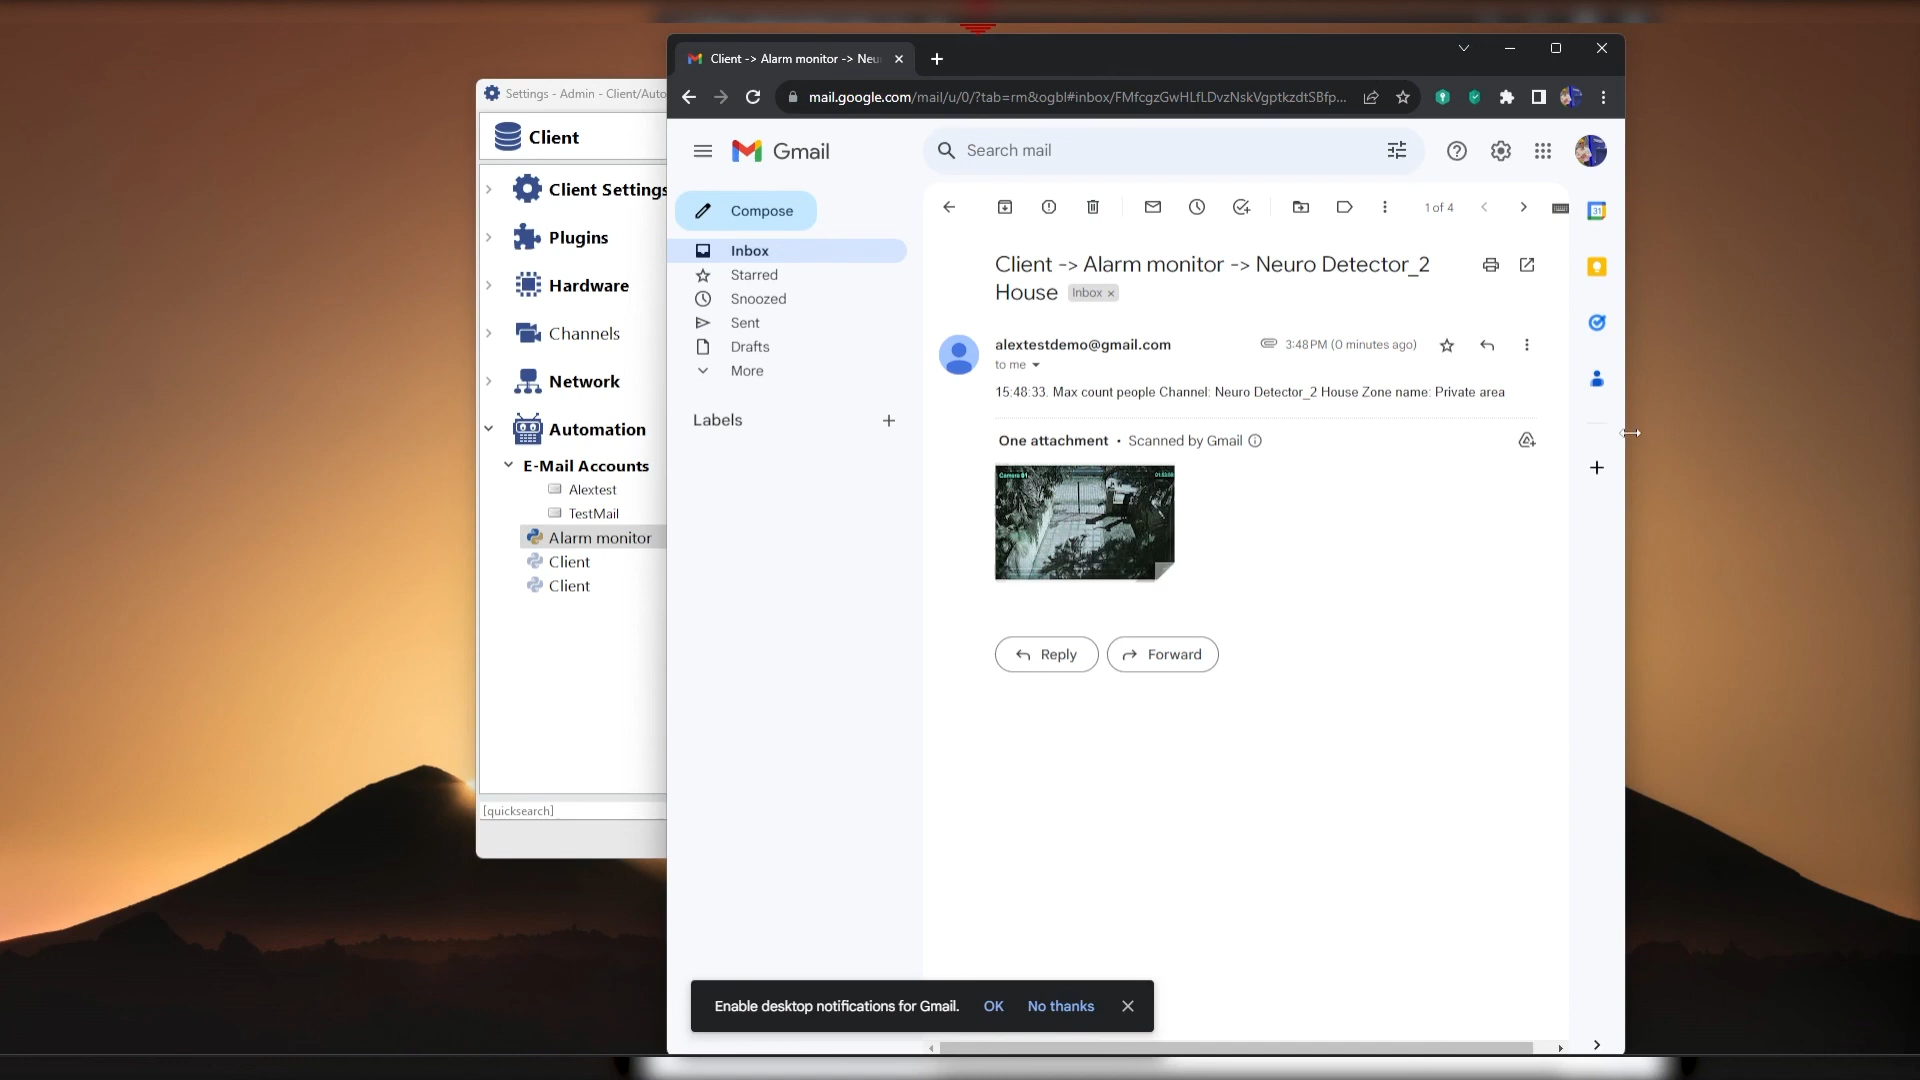 Settings - Admin - Client/Auto
Client
Client Settings
Plugins
Hardware
Channels
Network
Automation
E-Mail Accounts
Alextest
TestMail
Alarm monitor
Client
Client
[quicksearch]
Client -> Alarm monitor -> Neu
mail.google.com/mail/u/0/?tab=rm&ogbl#inbox/FMfcgzGwHLfLDvzNskVgptkzdtSBfp...
Gmail
Search mail
Compose
Inbox
Starred
Snoozed
Sent
Drafts
More
Labels
1 of 4
31
Client -> Alarm monitor -> Neuro Detector_2
House Inbox ×
alextestdemo@gmail.com
3:48 PM (0 minutes ago)
to me
15:48:33. Max count people Channel: Neuro Detector_2 House Zone name: Private area
One attachment • Scanned by Gmail
Camera 01
Reply
Forward
Enable desktop notifications for Gmail. OK No thanks